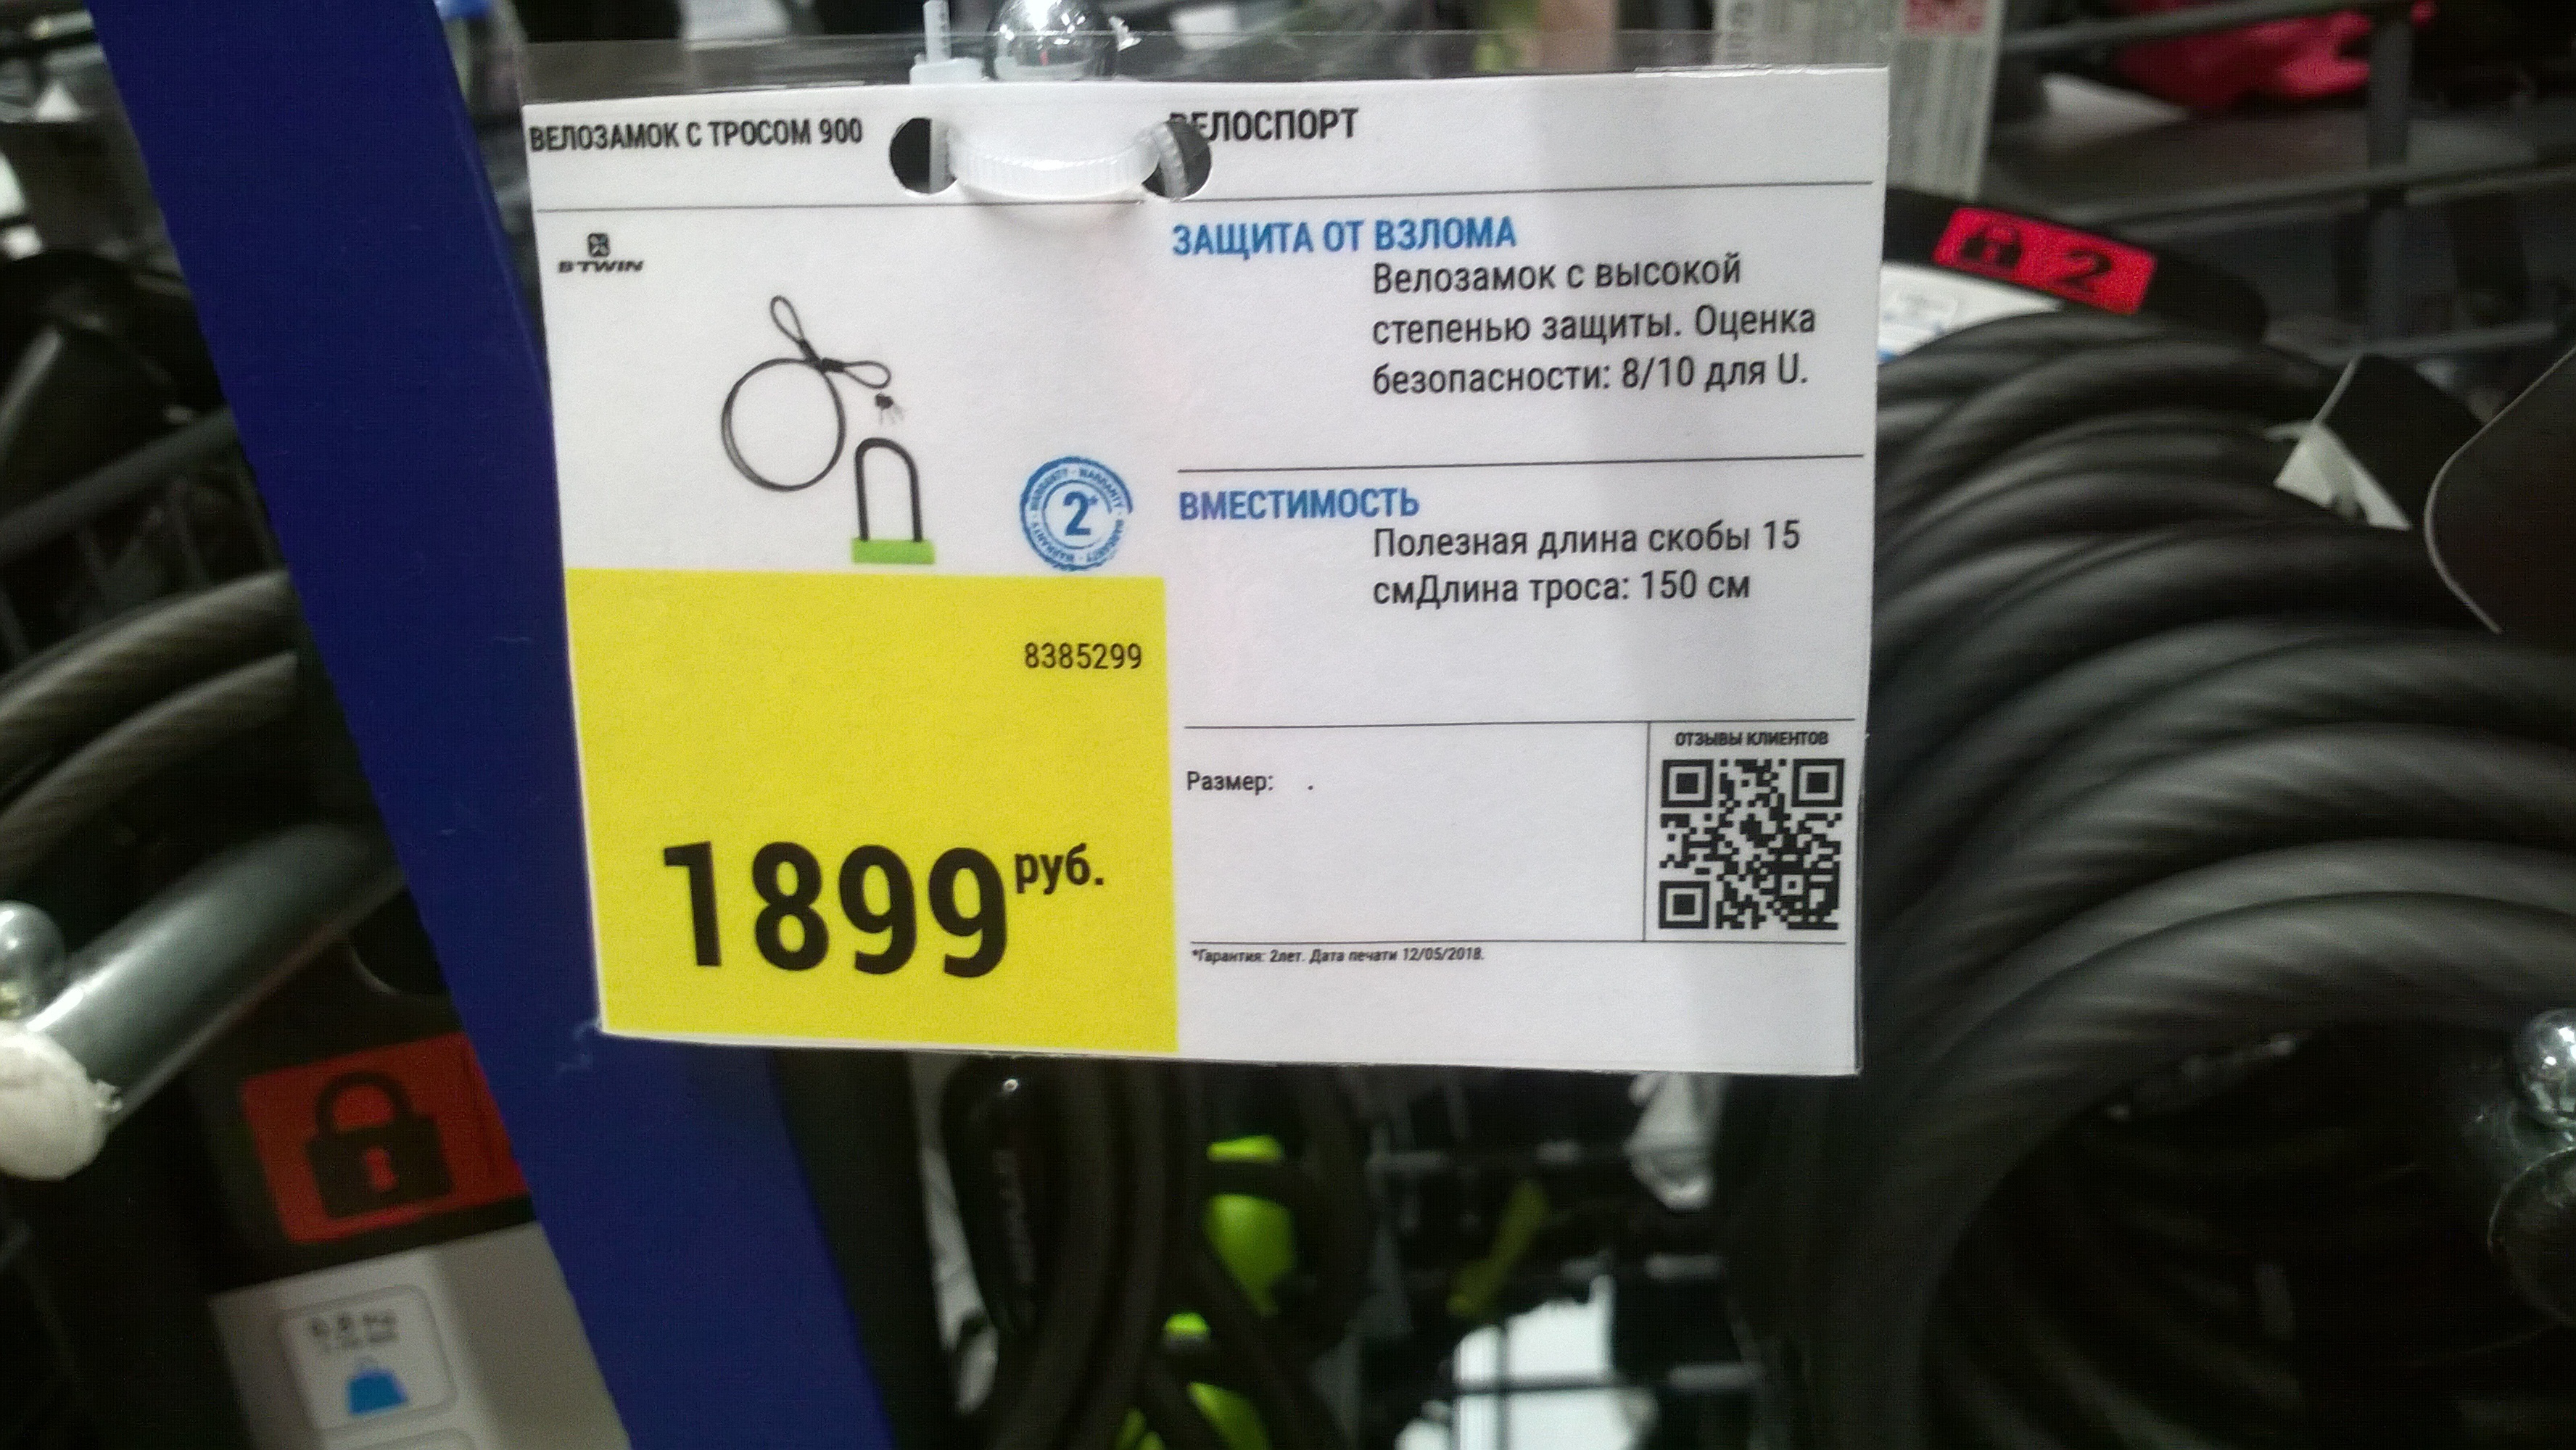 ВЕЛОЗАМОК С ТРОСОМ 900
ВЕЛОСПОРТ
B'TWIN
ЗАЩИТА ОТ ВЗЛОМА
Велозамок с высокой
степенью защиты. Оценка
безопасности: 8/10 для U.
WARRANTY · WARRANTY · WARRANTY · WARRANTY
2*
ВМЕСТИМОСТЬ
Полезная длина скобы 15
смДлина троса: 150 см
8385299
1899 руб.
Размер: .
ОТЗЫВЫ КЛИЕНТОВ
*Гарантия: 2лет. Дата печати 12/05/2018.
2